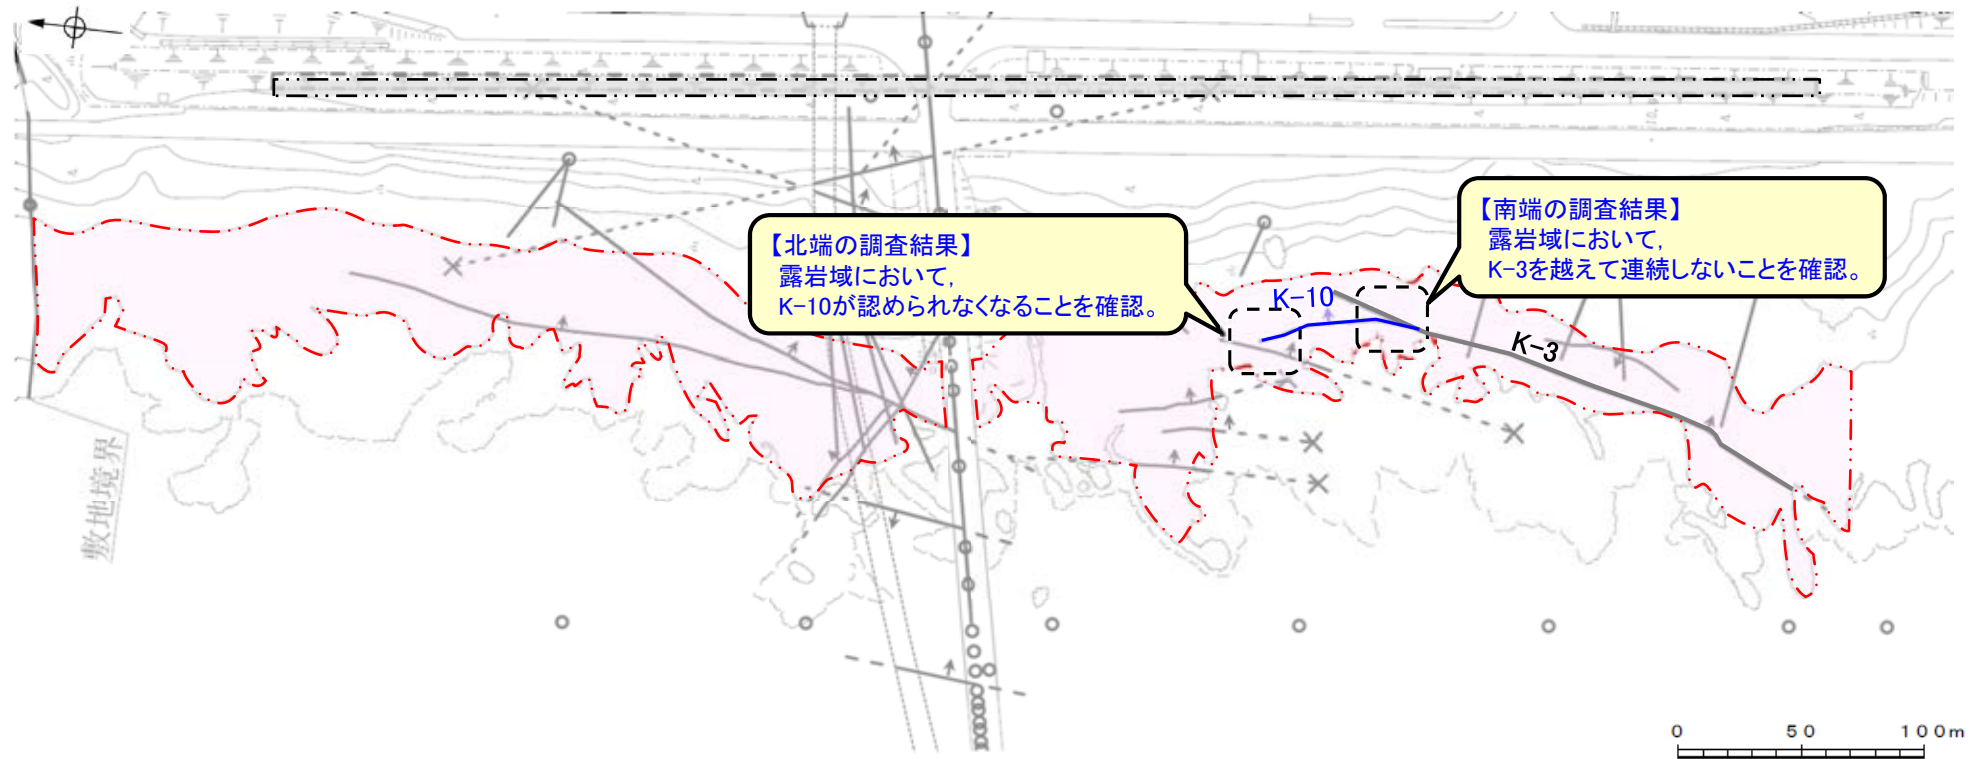 【北端の調査結果】
露岩域において,
K-10が認められなくなることを確認。
【南端の調査結果】
露岩域において,
K-3を越えて連続しないことを確認。
K-10
K-3
敷地境界
0 50 100m